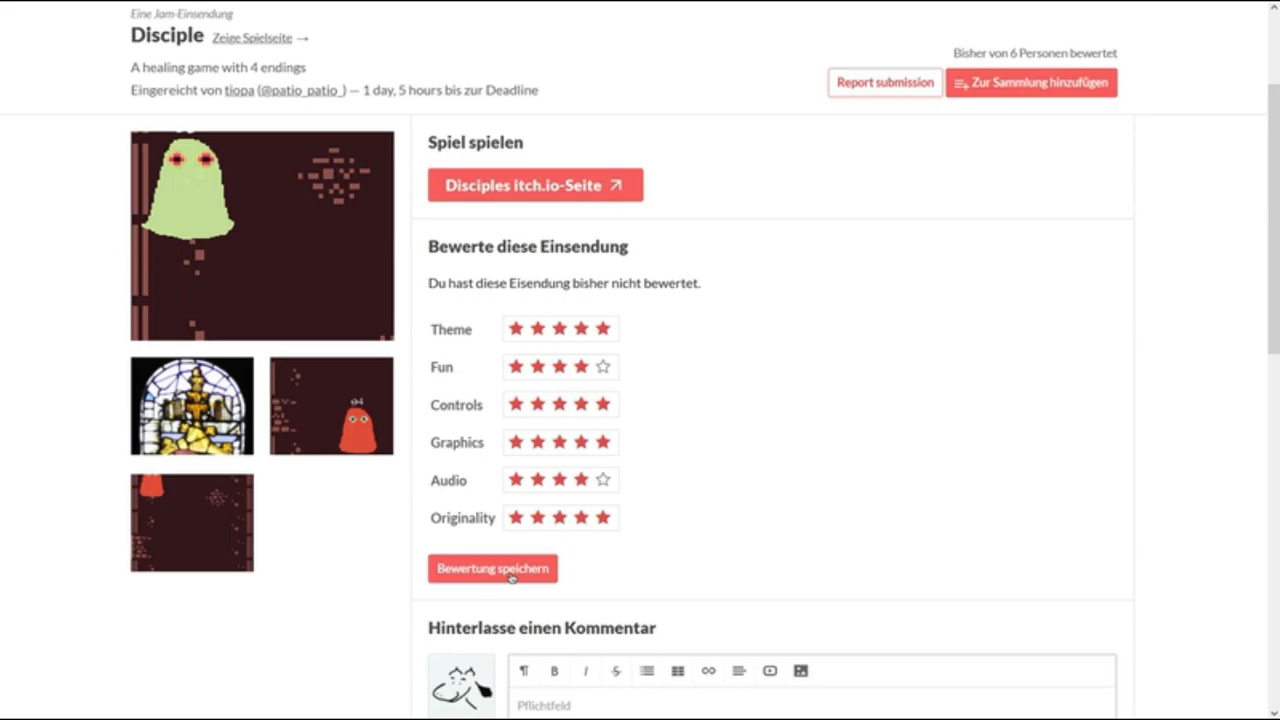 Eine Jam-Einsendung
Disciple Zeige Spielseite →
A healing game with 4 endings
Eingereicht von tiopa (@patio_patio_) — 1 day, 5 hours bis zur Deadline
Bisher von 6 Personen bewertet
Report submission
Zur Sammlung hinzufügen
94
Spiel spielen
Disciples itch.io-Seite
Bewerte diese Einsendung
Du hast diese Eisendung bisher nicht bewertet.
Theme
Fun
Controls
Graphics
Audio
Originality
Bewertung speichern
Hinterlasse einen Kommentar
¶ B I S
Pflichtfeld